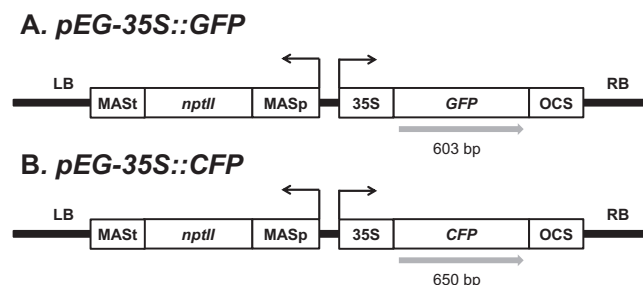 A. pEG-35S::GFP
LB RB
MASt nptII MASp 35S GFP OCS
603 bp
B. pEG-35S::CFP
LB RB
MASt nptII MASp 35S CFP OCS
650 bp